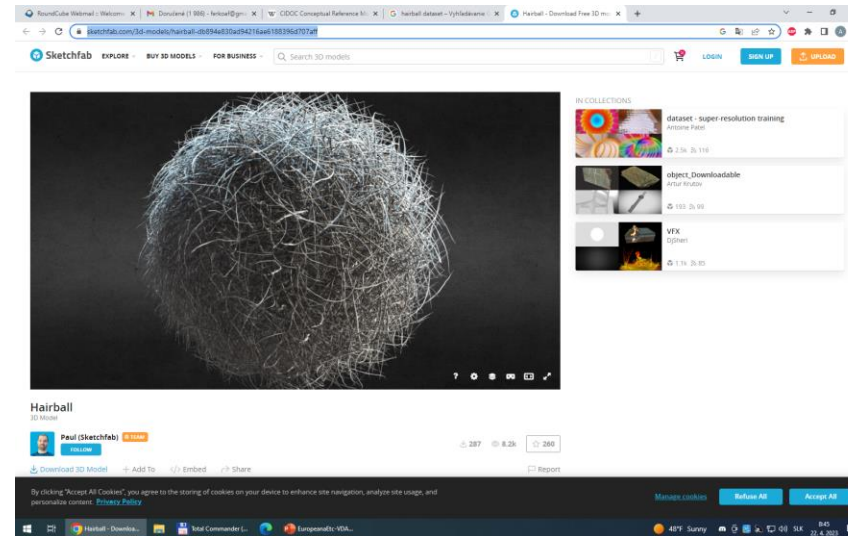 RoundCube Webmail :: Welcome
Doručené (1 986) -
CIDOC Conceptual Reference M
hairball dataset – Vyhľadávanie
Hairball - Download Free 3D mo
sketchfab.com/3d-models/hairball-db894e830ad94216ae6188396d707aff
Sketchfab
EXPLORE
BUY 3D MODELS
FOR BUSINESS
Search 3D models
LOGIN
SIGN UP
UPLOAD
IN COLLECTIONS
dataset - super-resolution training
Antoine Patel
2.5k 110
object_Downloadable
Artur Krutov
193 98
VFX
DjSheri
1.1k 85
Hairball
3D Model
Paul (Sketchfab) TEAM
FOLLOW
287 8.2k 260
Download 3D Model + Add To </> Embed Share
Report
By clicking "Accept All Cookies", you agree to the storing of cookies on your device to enhance site navigation, analyze site usage, and
personalize content. Privacy Policy
Manage cookies
Refuse All
Accept All
Hairball - Downloa...
Total Commander (...
EuropeanaEtc-VDA...
48°F Sunny
SLK
8:45
22. 4. 2023